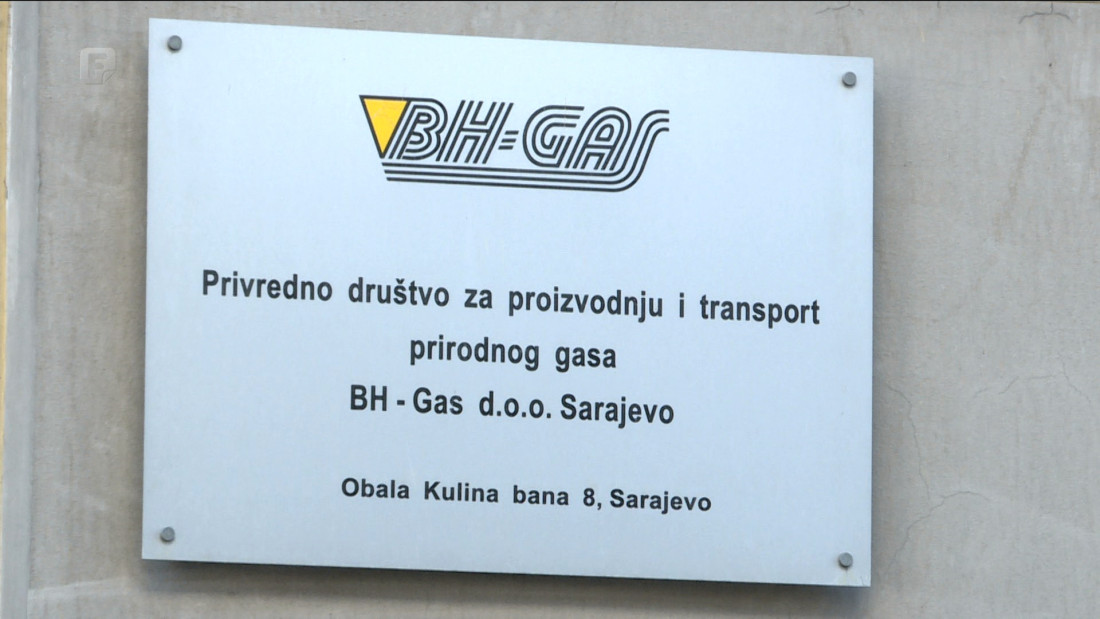 BH-GAS
Privredno društvo za proizvodnju i transport
prirodnog gasa
BH - Gas d.o.o. Sarajevo
Obala Kulina bana 8, Sarajevo